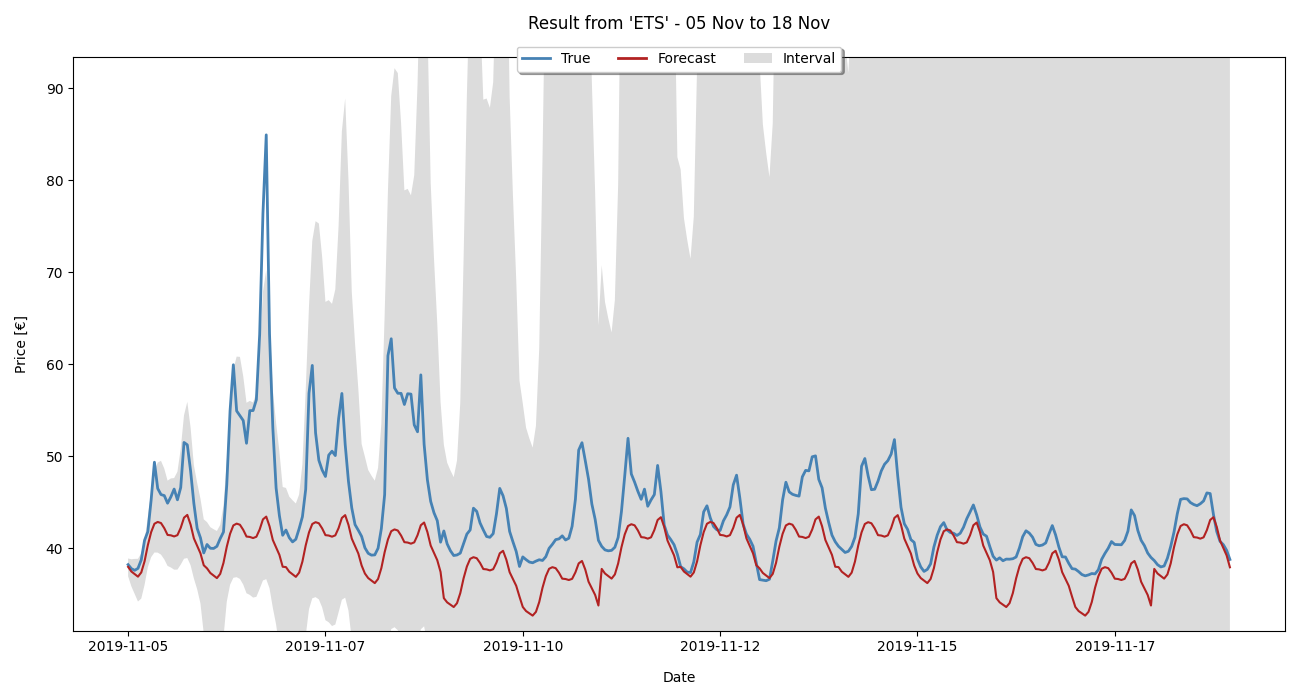 Result from 'ETS' - 05 Nov to 18 Nov
True Forecast Interval
90
80
70
60
50
40
Price [€]
2019-11-05 2019-11-07 2019-11-10 2019-11-12 2019-11-15 2019-11-17
Date